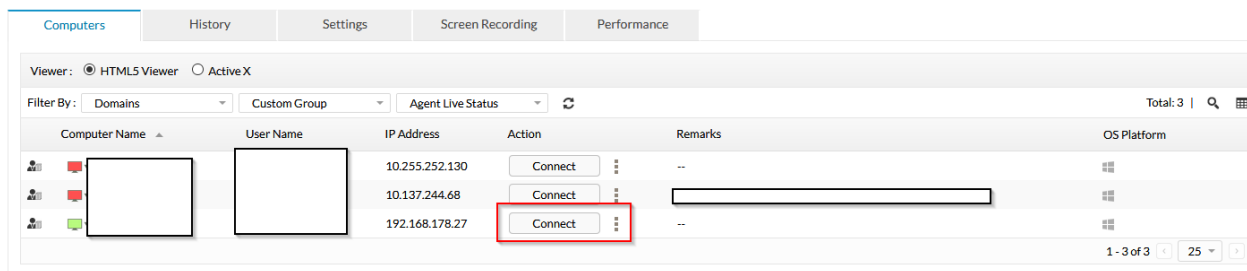 Computers History Settings Screen Recording Performance
Viewer : HTML5 Viewer Active X
Filter By : Domains Custom Group Agent Live Status Total: 3 |
Computer Name User Name IP Address Action Remarks OS Platform
10.255.252.130 Connect --
10.137.244.68 Connect
192.168.178.27 Connect --
1 - 3 of 3 25